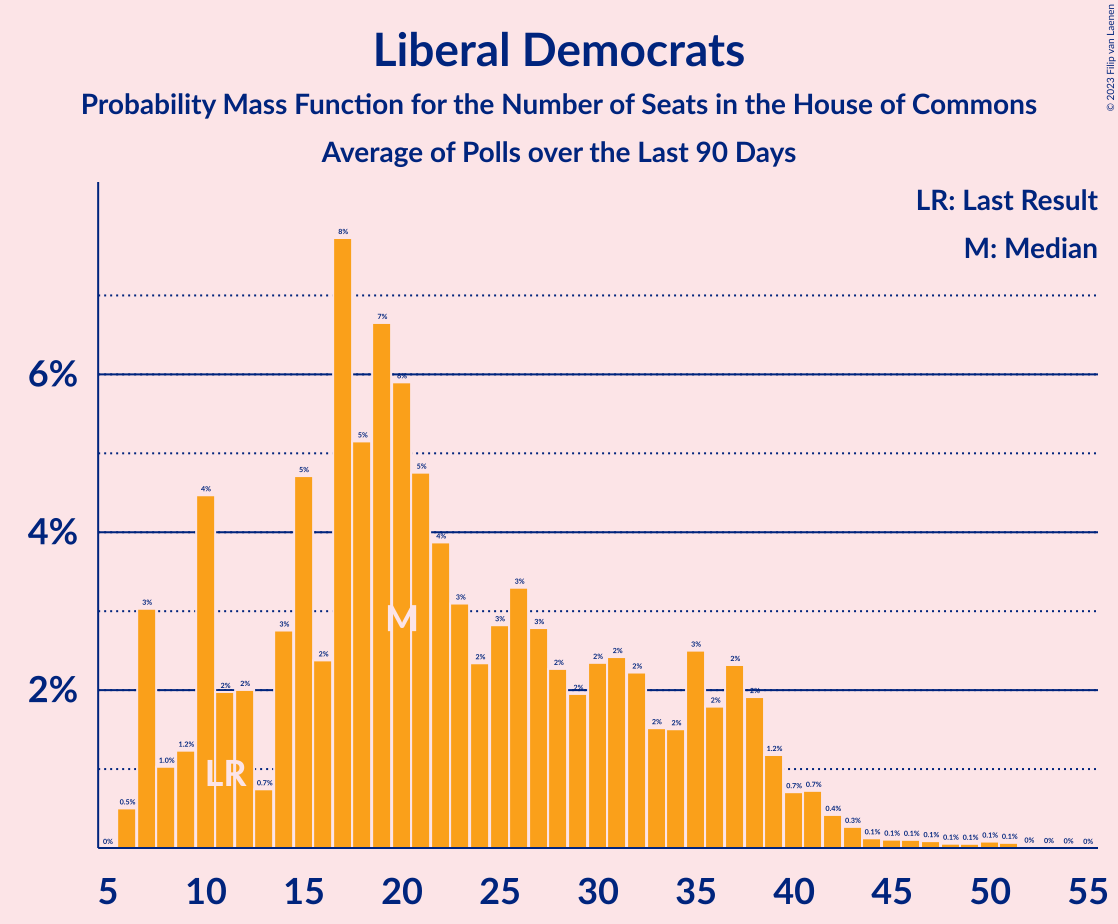 © 2023 Filip van Laenen
Liberal Democrats
Probability Mass Function for the Number of Seats in the House of Commons
Average of Polls over the Last 90 Days
LR: Last Result
M: Median
6%
4%
2%
0% 0.5% 3% 1.0% 1.2% 4% 2% 2% 0.7% 3% 5% 2% 8% 5% 7% 6% 5% 4% 3% 2% 3% 3% 3% 2% 2% 2% 2% 2% 2% 2% 3% 2% 2% 2% 1.2% 0.7% 0.7% 0.4% 0.3% 0.1% 0.1% 0.1% 0.1% 0.1% 0.1% 0.1% 0.1% 0% 0% 0% 0%
M
LR
5 10 15 20 25 30 35 40 45 50 55